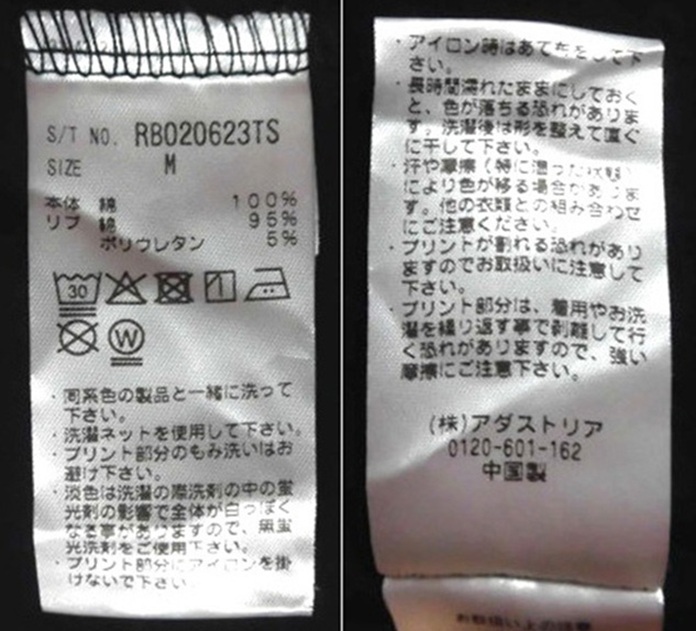 S/T NO. RB020623TS
SIZE M
本体 綿 100%
リブ 綿 95%
ポリウレタン 5%
30
W
・同系色の製品と一緒に洗って
下さい。
・洗濯ネットを使用して下さい。
・プリント部分のもみ洗いはお
避け下さい。
・淡色は洗濯の際洗剤の中の蛍
光剤の影響で全体が白っぽく
なる事がありますので、無蛍
光洗剤をご使用下さい。
・プリント部分にアイロンを掛
けないで下さい。
・アイロン時はあて布をして下
さい。
・長時間濡れたままにしておく
と、色が落ちる恐れがありま
す。洗濯後は形を整えて直ぐ
に干して下さい。
・汗や摩擦(特に湿った状態)
により色が移る場合がありま
す。他の衣類との組み合わせ
にご注意ください。
・プリントが割れる恐れがあり
ますのでお取扱いに注意して
下さい。
・プリント部分は、着用やお洗
濯を繰り返す事で剥離して行
く恐れがありますので、強い
摩擦にご注意下さい。
(株)アダストリア
0120-601-162
中国製